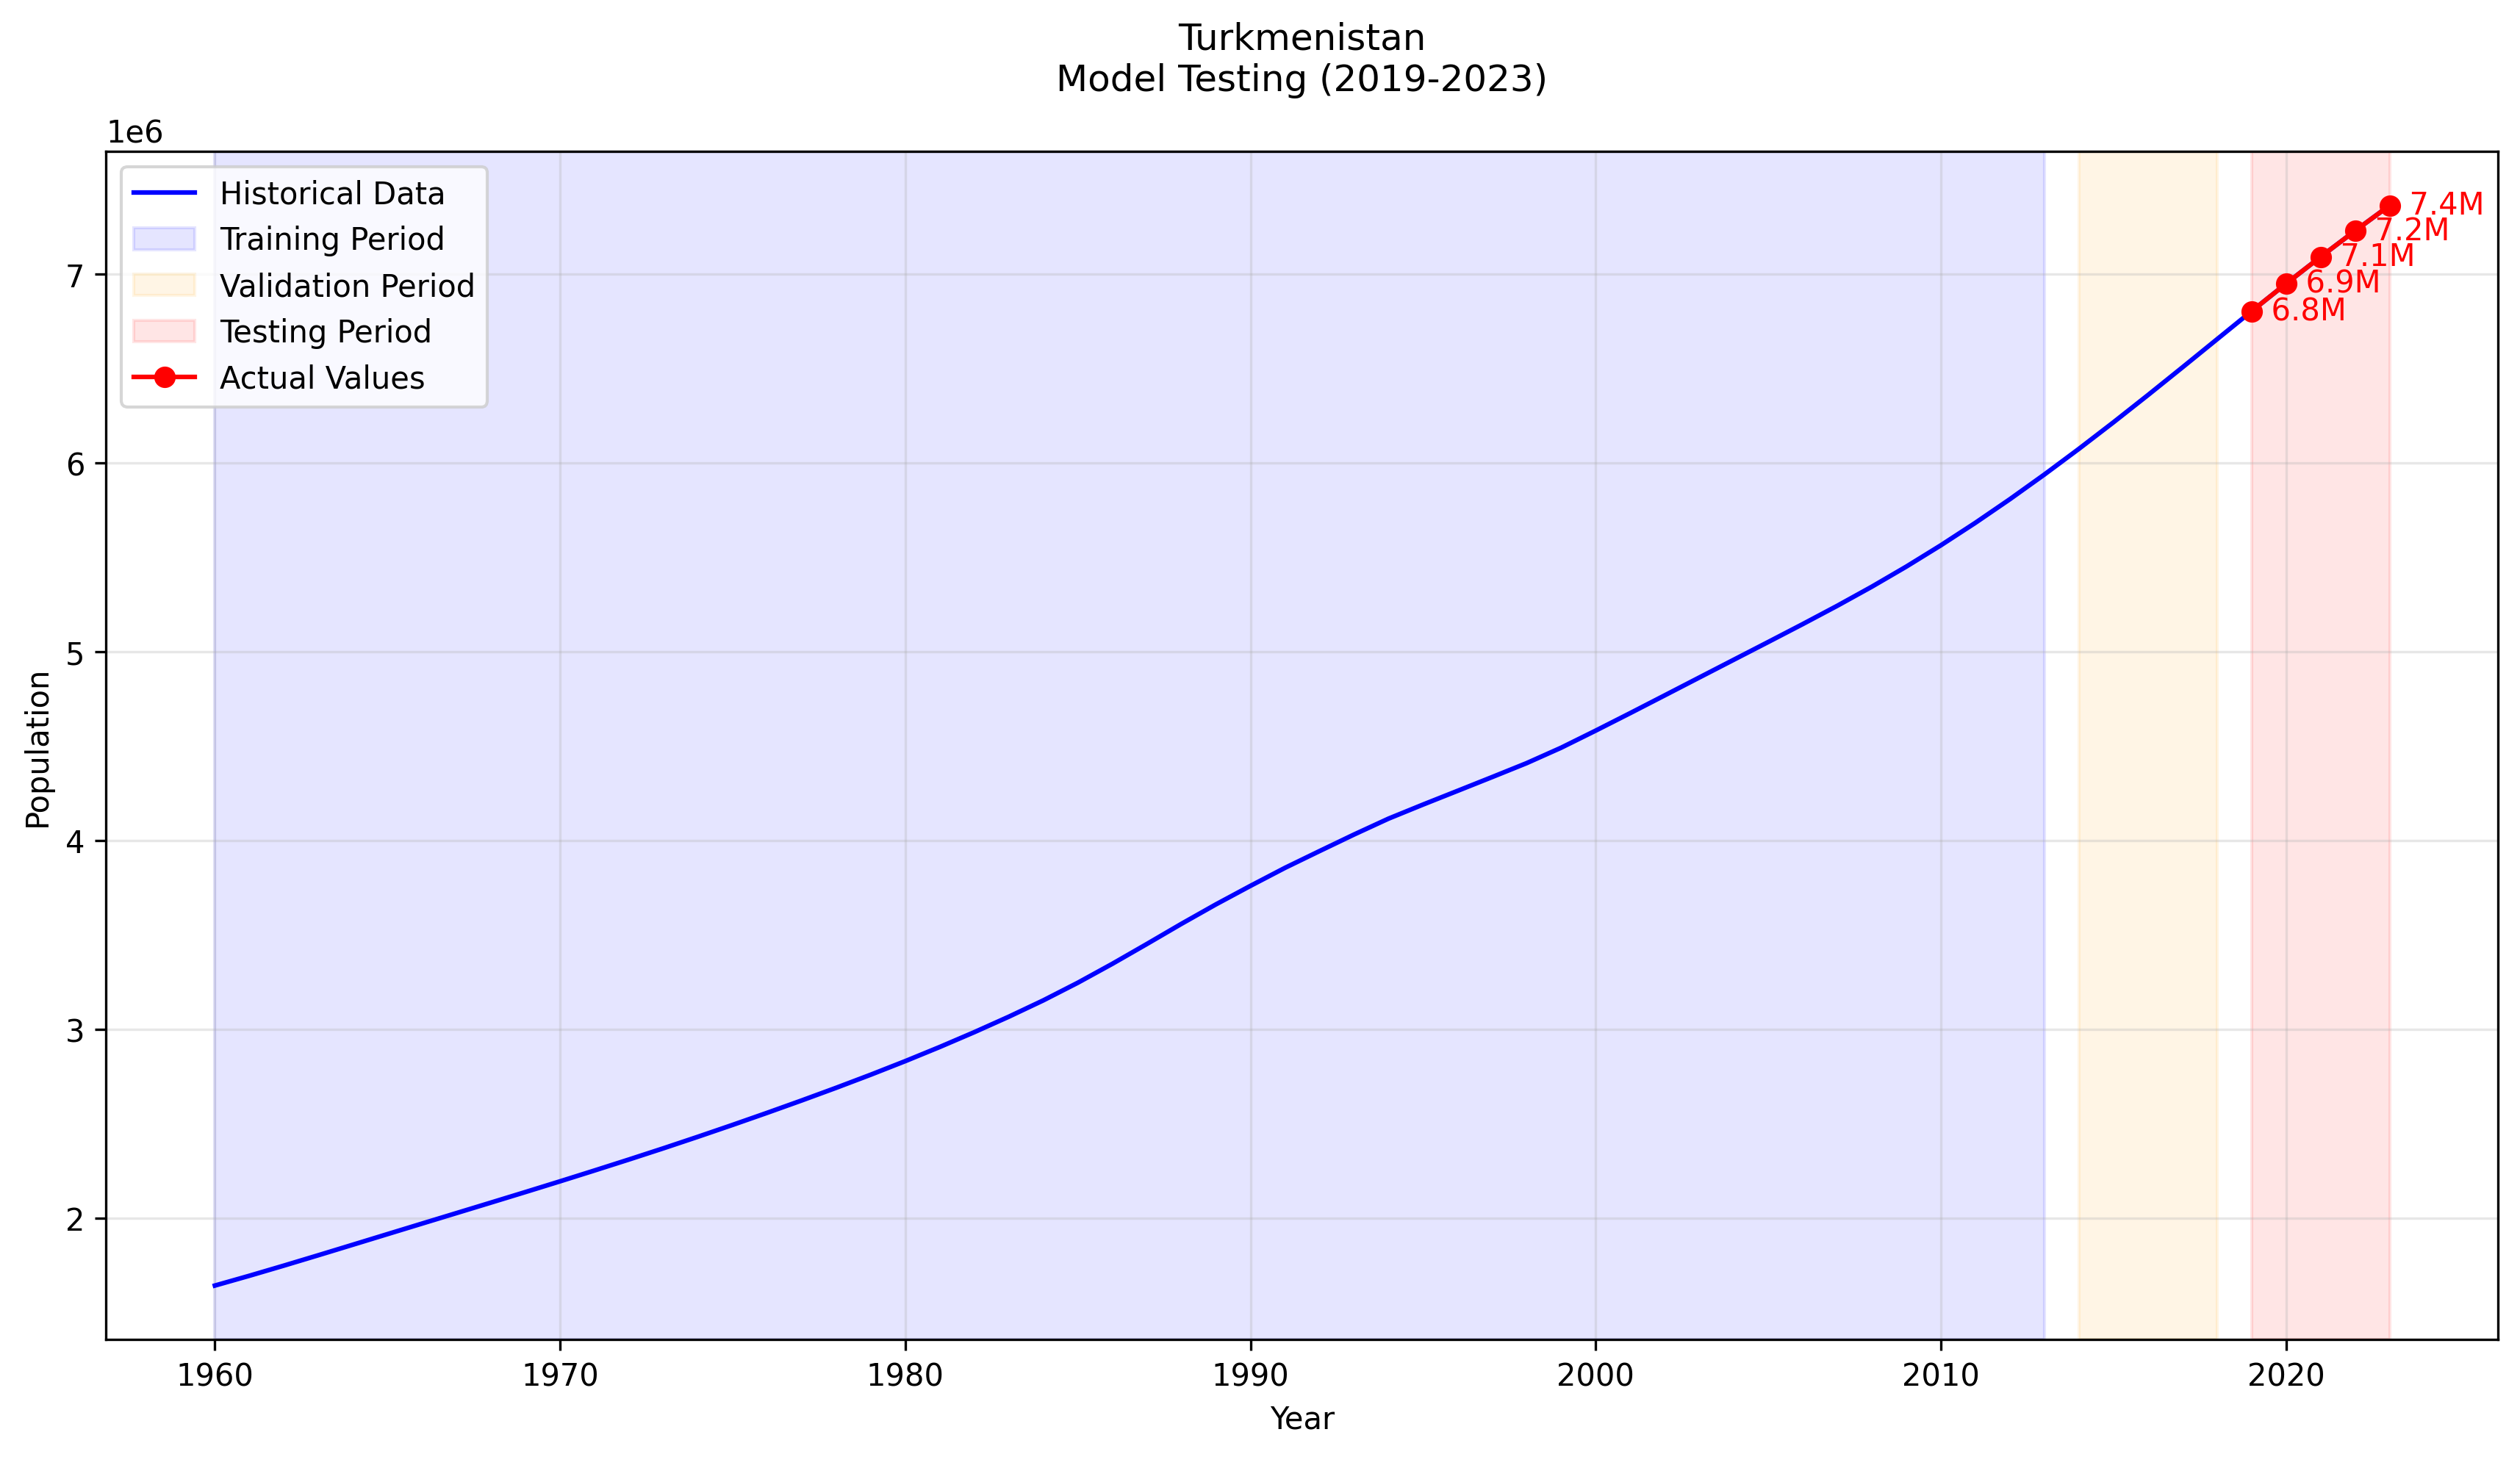 Turkmenistan
Model Testing (2019-2023)
1e6
Historical Data
Training Period
Validation Period
Testing Period
Actual Values
7.4M
7.2M
7.1M
6.9M
6.8M
7
6
5
4
3
2
Population
1960 1970 1980 1990 2000 2010 2020
Year